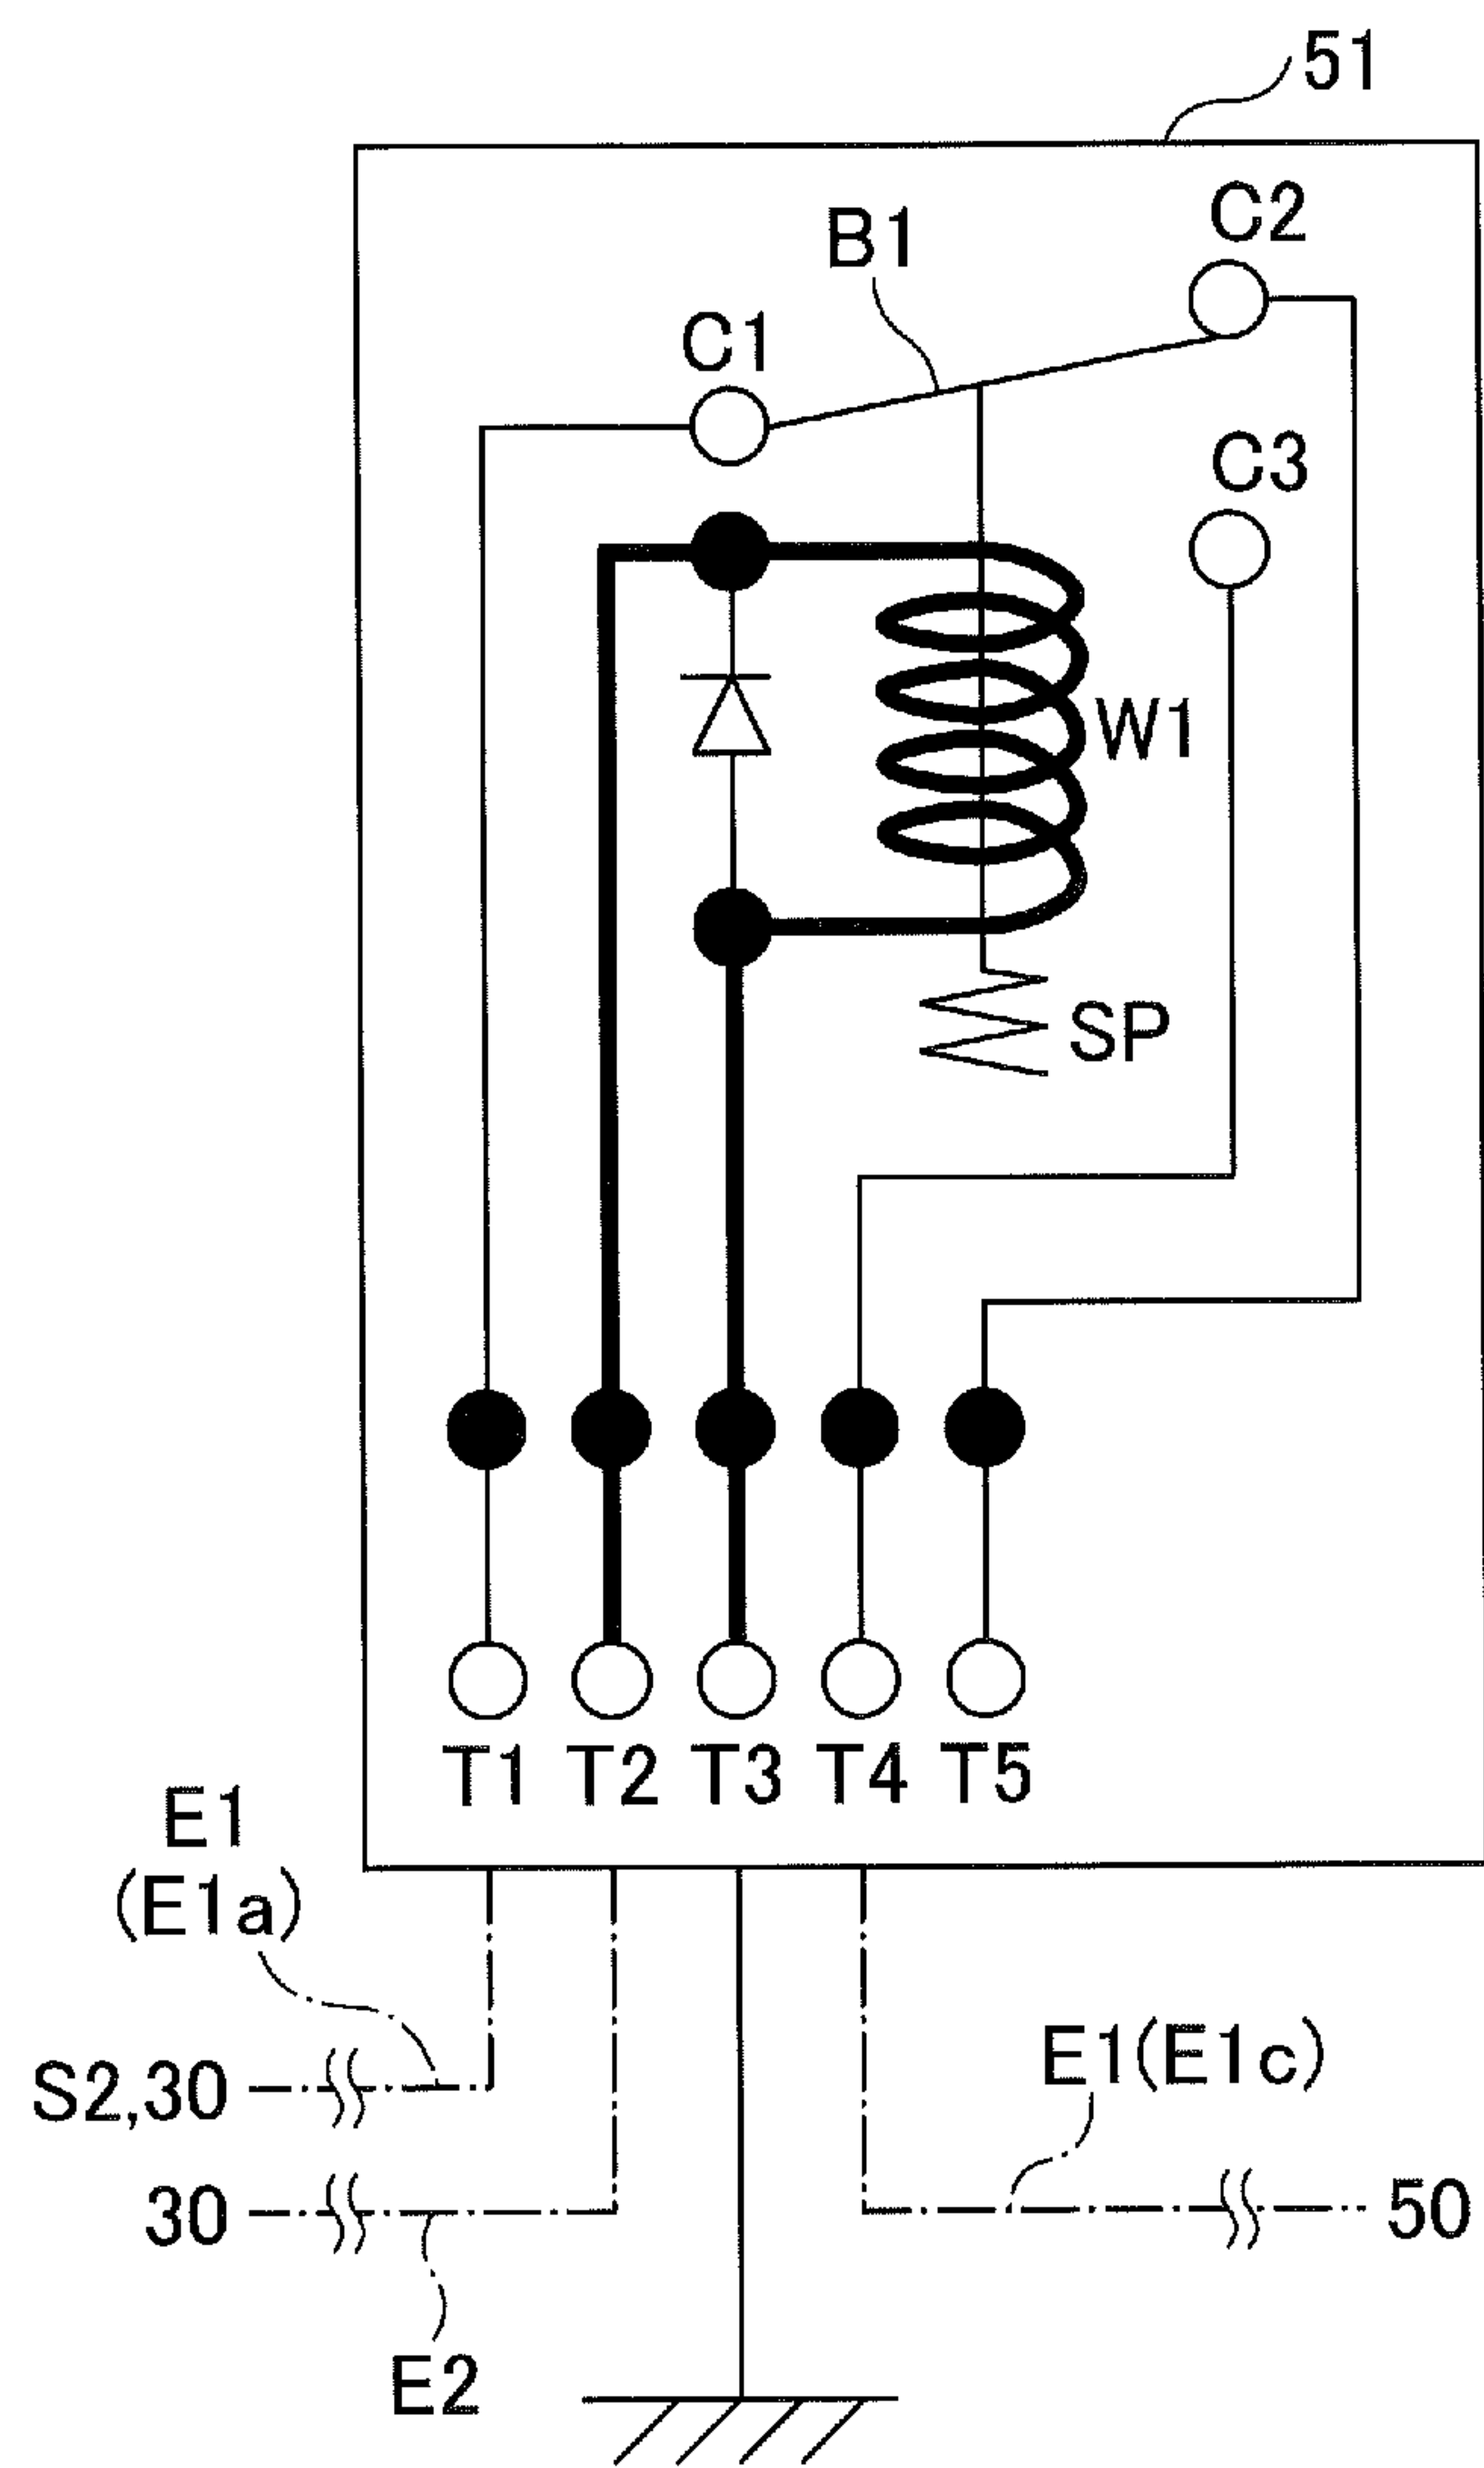 51
C2
B1
C1
C3
W1
SP
T1 T2 T3 T4 T5
E1
(E1a)
E1(E1c)
S2,30
30
50
E2